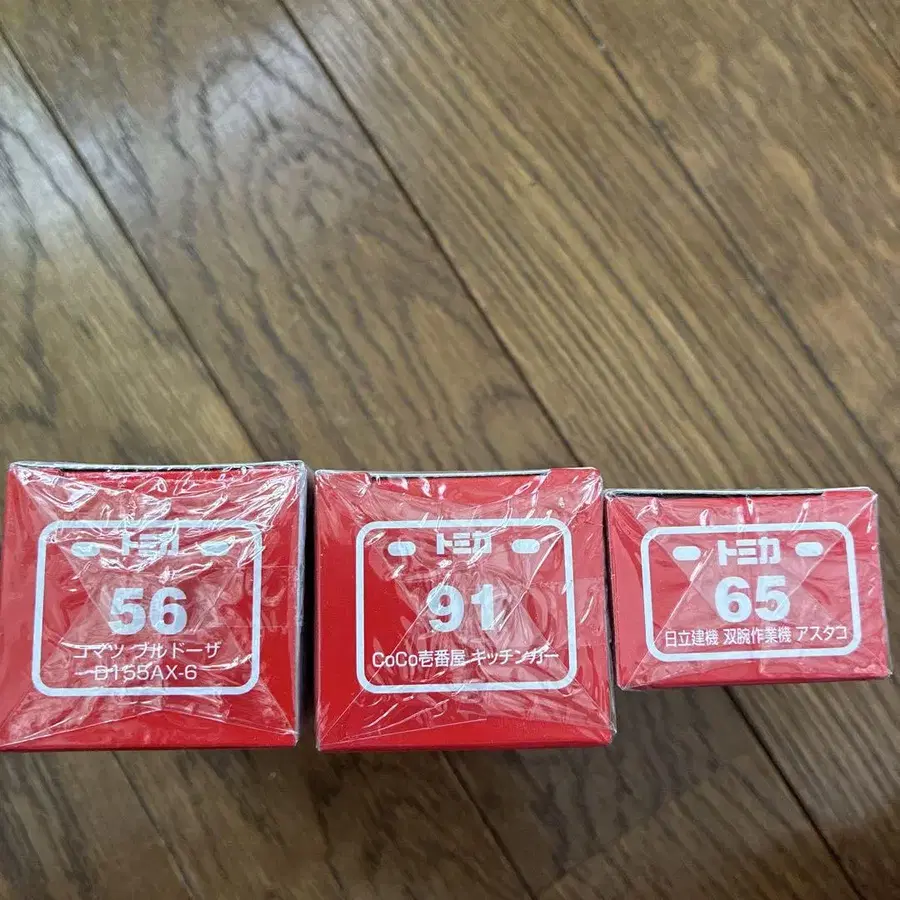 トミカ
56
コマツ ブルドーザ
D155AX-6
トミカ
91
CoCo壱番屋 キッチンカー
トミカ
65
日立建機 双腕作業機 アスタコ